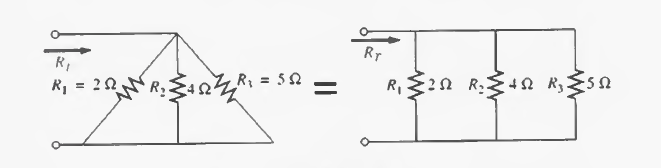 R_T
R_1 = 2 Ω
R_2
4 Ω
R_3 = 5 Ω
=
R_T
R_1
2 Ω
R_2
4 Ω
R_3
5 Ω